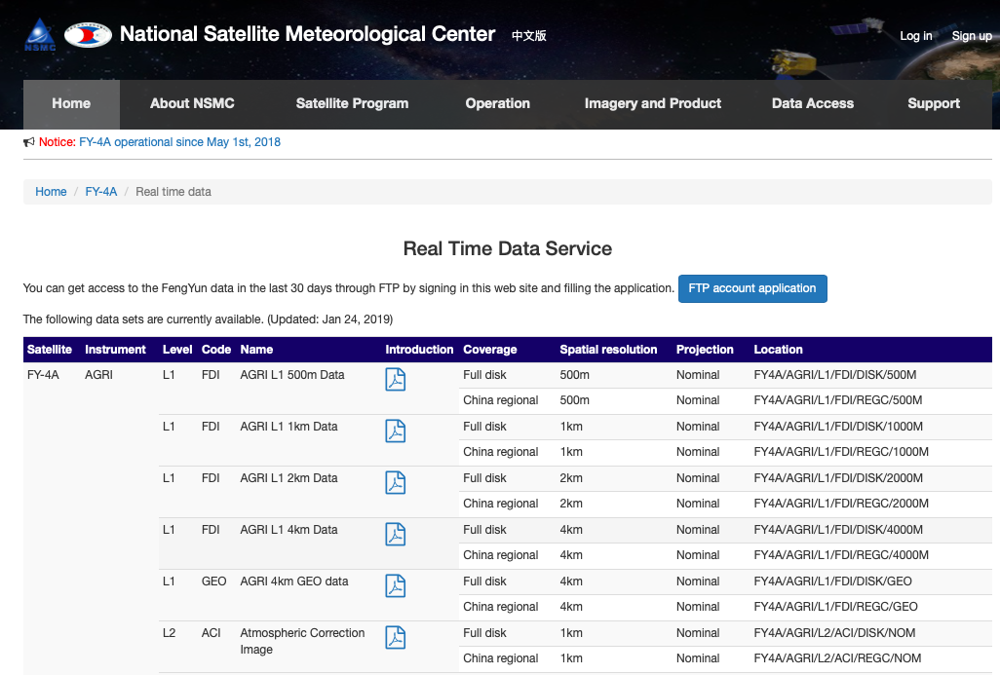 NSMC
National Satellite Meteorological Center 中文版
Log in Sign up
Home About NSMC Satellite Program Operation Imagery and Product Data Access Support
Notice: FY-4A operational since May 1st, 2018
Home / FY-4A / Real time data
Real Time Data Service
You can get access to the FengYun data in the last 30 days through FTP by signing in this web site and filling the application. FTP account application
The following data sets are currently available. (Updated: Jan 24, 2019)
Satellite Instrument Level Code Name Introduction Coverage Spatial resolution Projection Location
FY-4A AGRI L1 FDI AGRI L1 500m Data Full disk 500m Nominal FY4A/AGRI/L1/FDI/DISK/500M
China regional 500m Nominal FY4A/AGRI/L1/FDI/REGC/500M
L1 FDI AGRI L1 1km Data Full disk 1km Nominal FY4A/AGRI/L1/FDI/DISK/1000M
China regional 1km Nominal FY4A/AGRI/L1/FDI/REGC/1000M
L1 FDI AGRI L1 2km Data Full disk 2km Nominal FY4A/AGRI/L1/FDI/DISK/2000M
China regional 2km Nominal FY4A/AGRI/L1/FDI/REGC/2000M
L1 FDI AGRI L1 4km Data Full disk 4km Nominal FY4A/AGRI/L1/FDI/DISK/4000M
China regional 4km Nominal FY4A/AGRI/L1/FDI/REGC/4000M
L1 GEO AGRI 4km GEO data Full disk 4km Nominal FY4A/AGRI/L1/FDI/DISK/GEO
China regional 4km Nominal FY4A/AGRI/L1/FDI/REGC/GEO
L2 ACI Atmospheric Correction Image Full disk 1km Nominal FY4A/AGRI/L2/ACI/DISK/NOM
China regional 1km Nominal FY4A/AGRI/L2/ACI/REGC/NOM